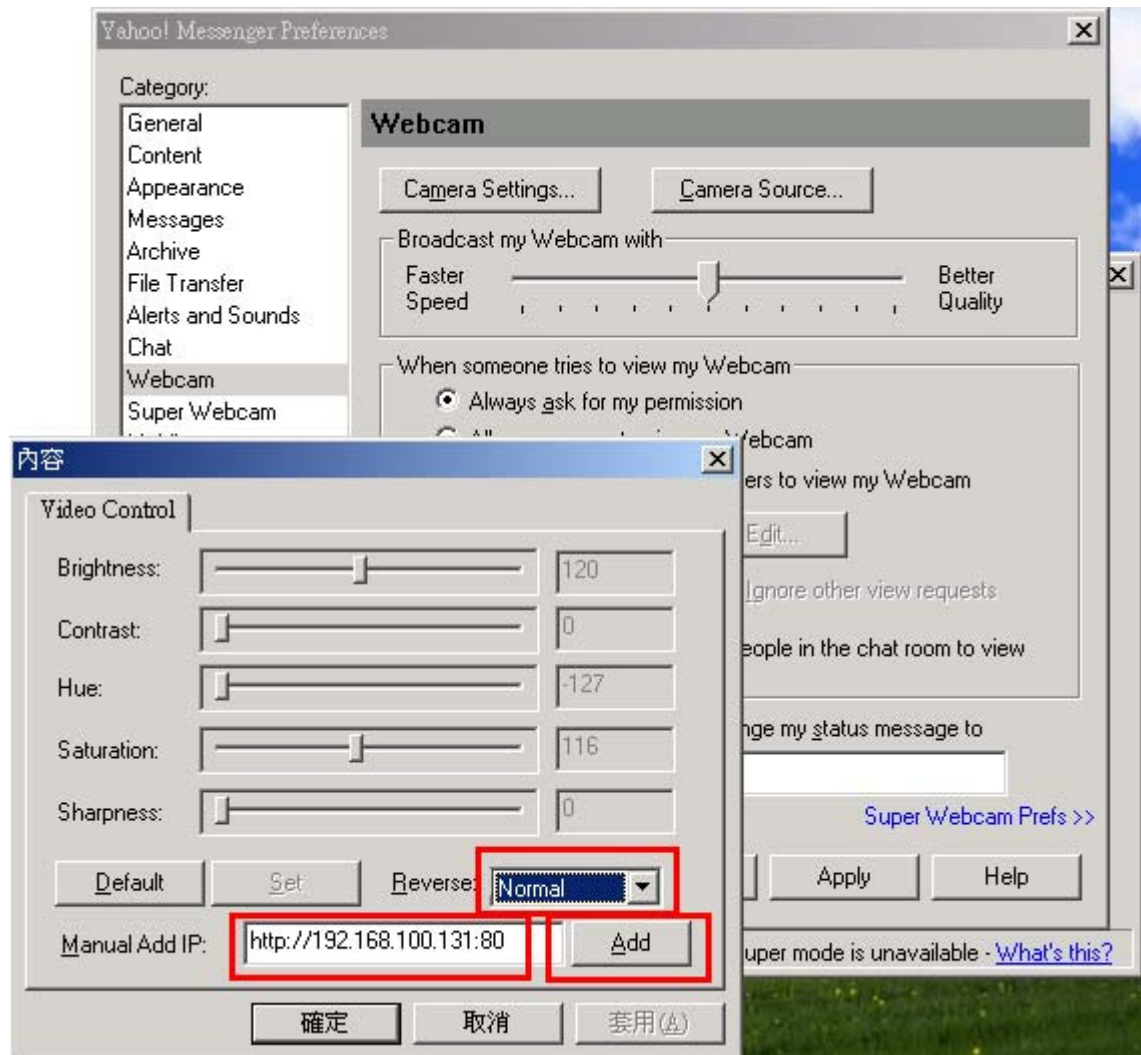 Yahoo! Messenger Preferences
Category:
General
Content
Appearance
Messages
Archive
File Transfer
Alerts and Sounds
Chat
Webcam
Super Webcam
Webcam
Camera Settings...
Camera Source...
Broadcast my Webcam with
Faster Speed
Better Quality
When someone tries to view my Webcam
Always ask for my permission
Webcam
to view my Webcam
Edit...
Ignore other view requests
in the chat room to view
my status message to
Super Webcam Prefs >>
Apply
Help
mode is unavailable - What's this?
內容
Video Control
Brightness: 120
Contrast: 0
Hue: -127
Saturation: 116
Sharpness: 0
Default
Set
Reverse: Normal
Manual Add IP: http://192.168.100.131:80
Add
確定
取消
套用(A)